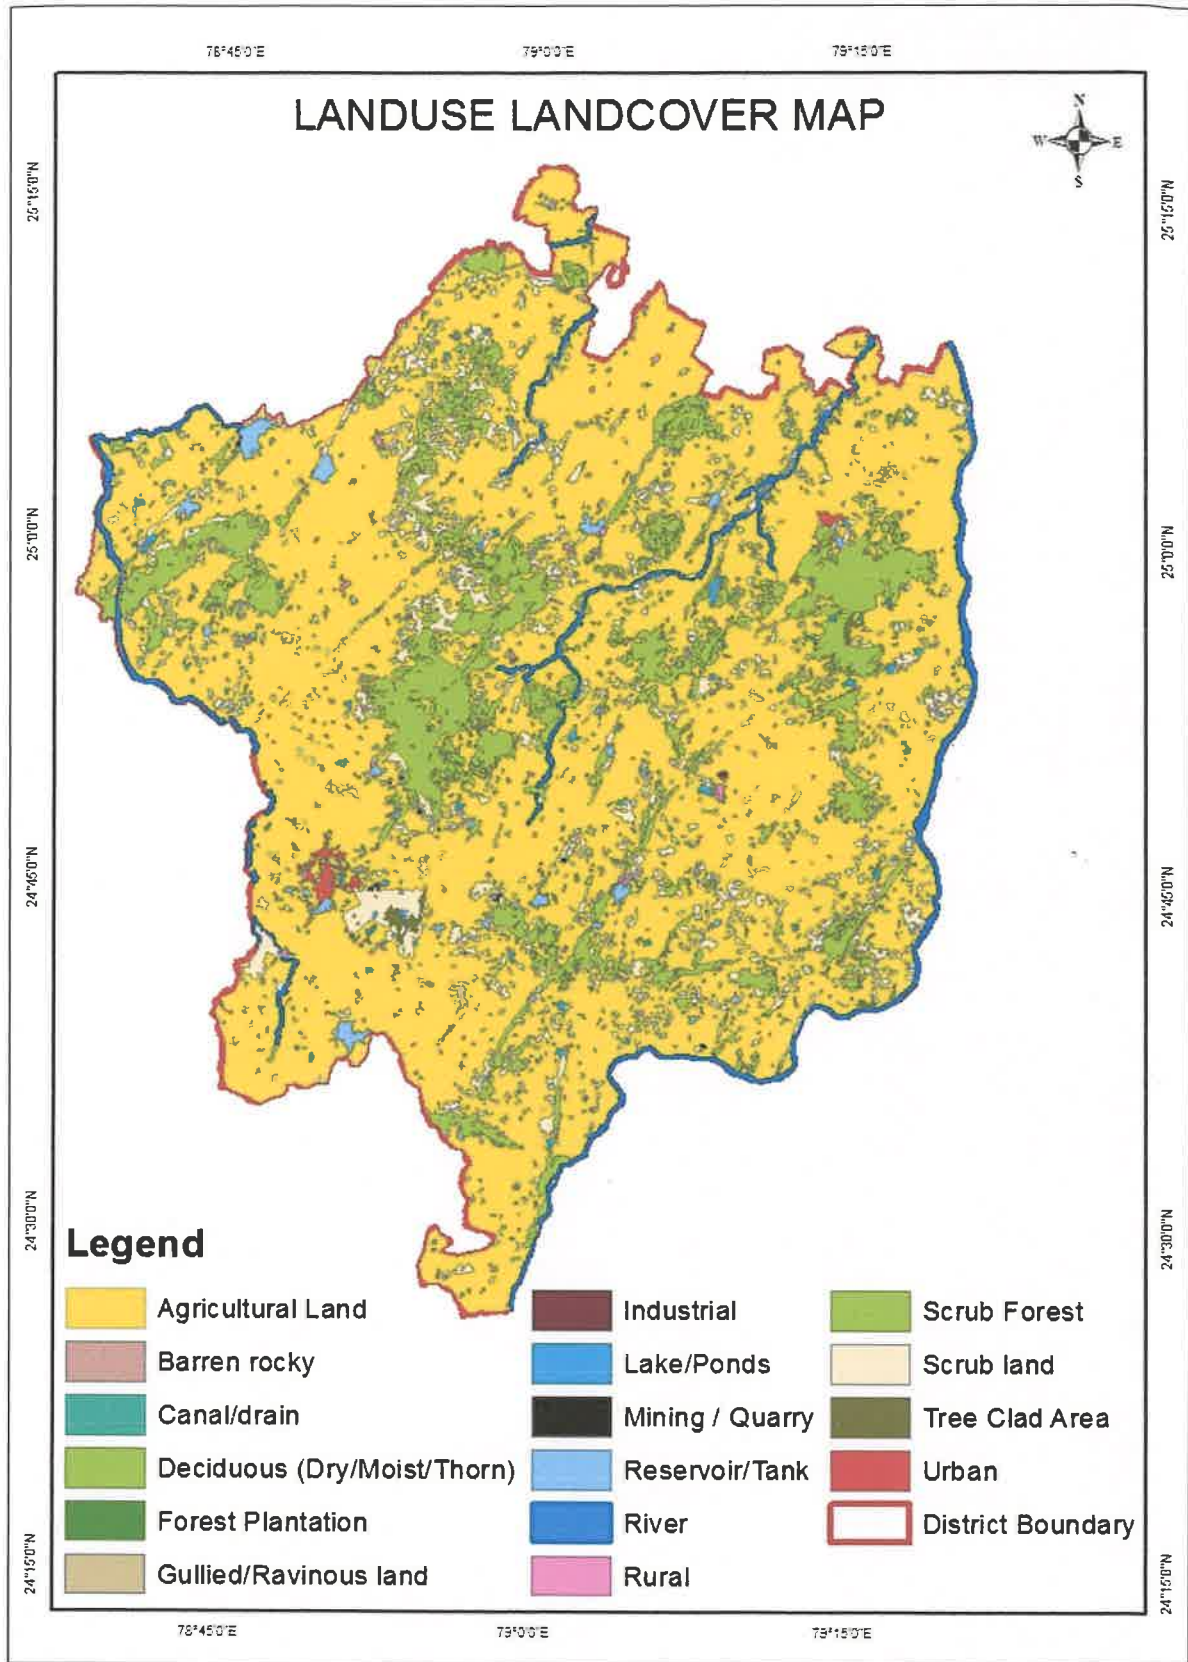 78°45'0"E 79°0'0"E 79°15'0"E
LANDUSE LANDCOVER MAP
N
W E
S
25°15'0"N 25°15'0"N
25°0'0"N 25°0'0"N
24°45'0"N 24°45'0"N
24°30'0"N 24°30'0"N
Legend
Agricultural Land Industrial Scrub Forest
Barren rocky Lake/Ponds Scrub land
Canal/drain Mining / Quarry Tree Clad Area
Deciduous (Dry/Moist/Thorn) Reservoir/Tank Urban
Forest Plantation River District Boundary
Gullied/Ravinous land Rural
24°15'0"N 24°15'0"N
78°45'0"E 79°0'0"E 79°15'0"E